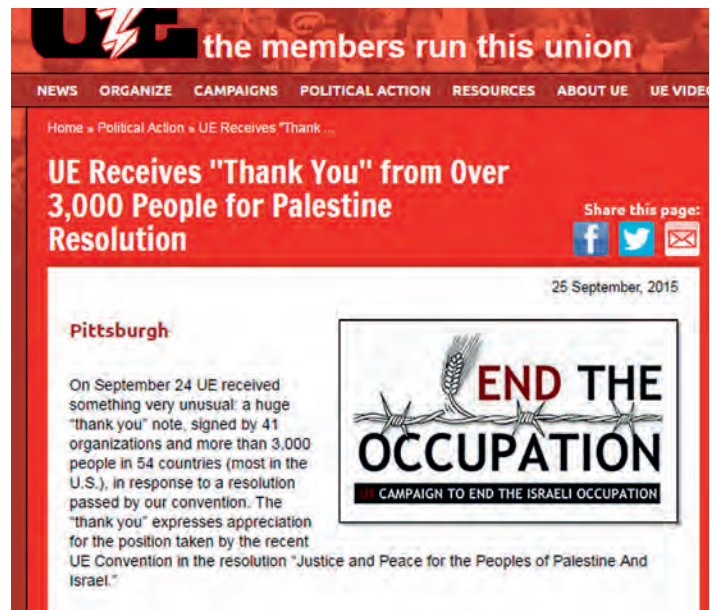 UE the members run this union
NEWS ORGANIZE CAMPAIGNS POLITICAL ACTION RESOURCES ABOUT UE UE VIDE
Home » Political Action » UE Receives "Thank ...
UE Receives "Thank You" from Over
3,000 People for Palestine
Resolution
Share this page:
25 September, 2015
Pittsburgh
END THE
OCCUPATION
CAMPAIGN TO END THE ISRAELI OCCUPATION
On September 24 UE received
something very unusual: a huge
"thank you" note, signed by 41
organizations and more than 3,000
people in 54 countries (most in the
U.S.), in response to a resolution
passed by our convention. The
"thank you" expresses appreciation
for the position taken by the recent
UE Convention in the resolution "Justice and Peace for the Peoples of Palestine And
Israel."